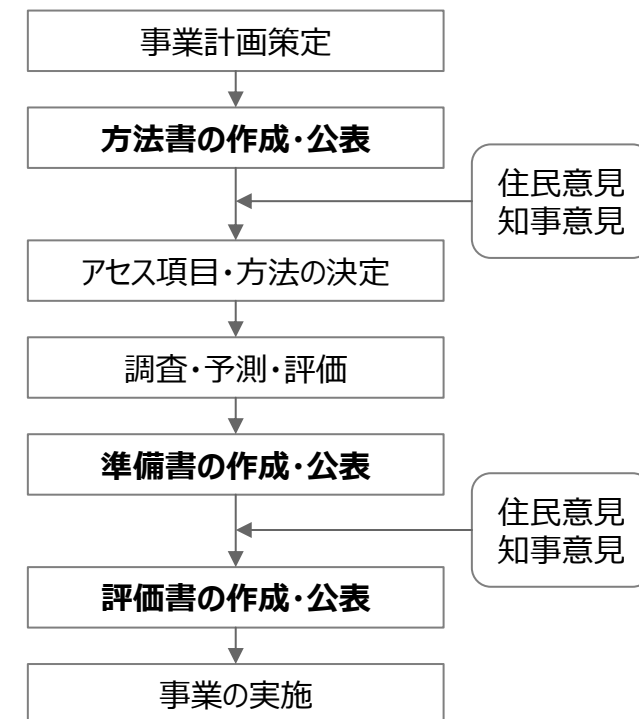 事業計画策定
方法書の作成・公表
住民意見
知事意見
アセス項目・方法の決定
調査・予測・評価
準備書の作成・公表
住民意見
知事意見
評価書の作成・公表
事業の実施